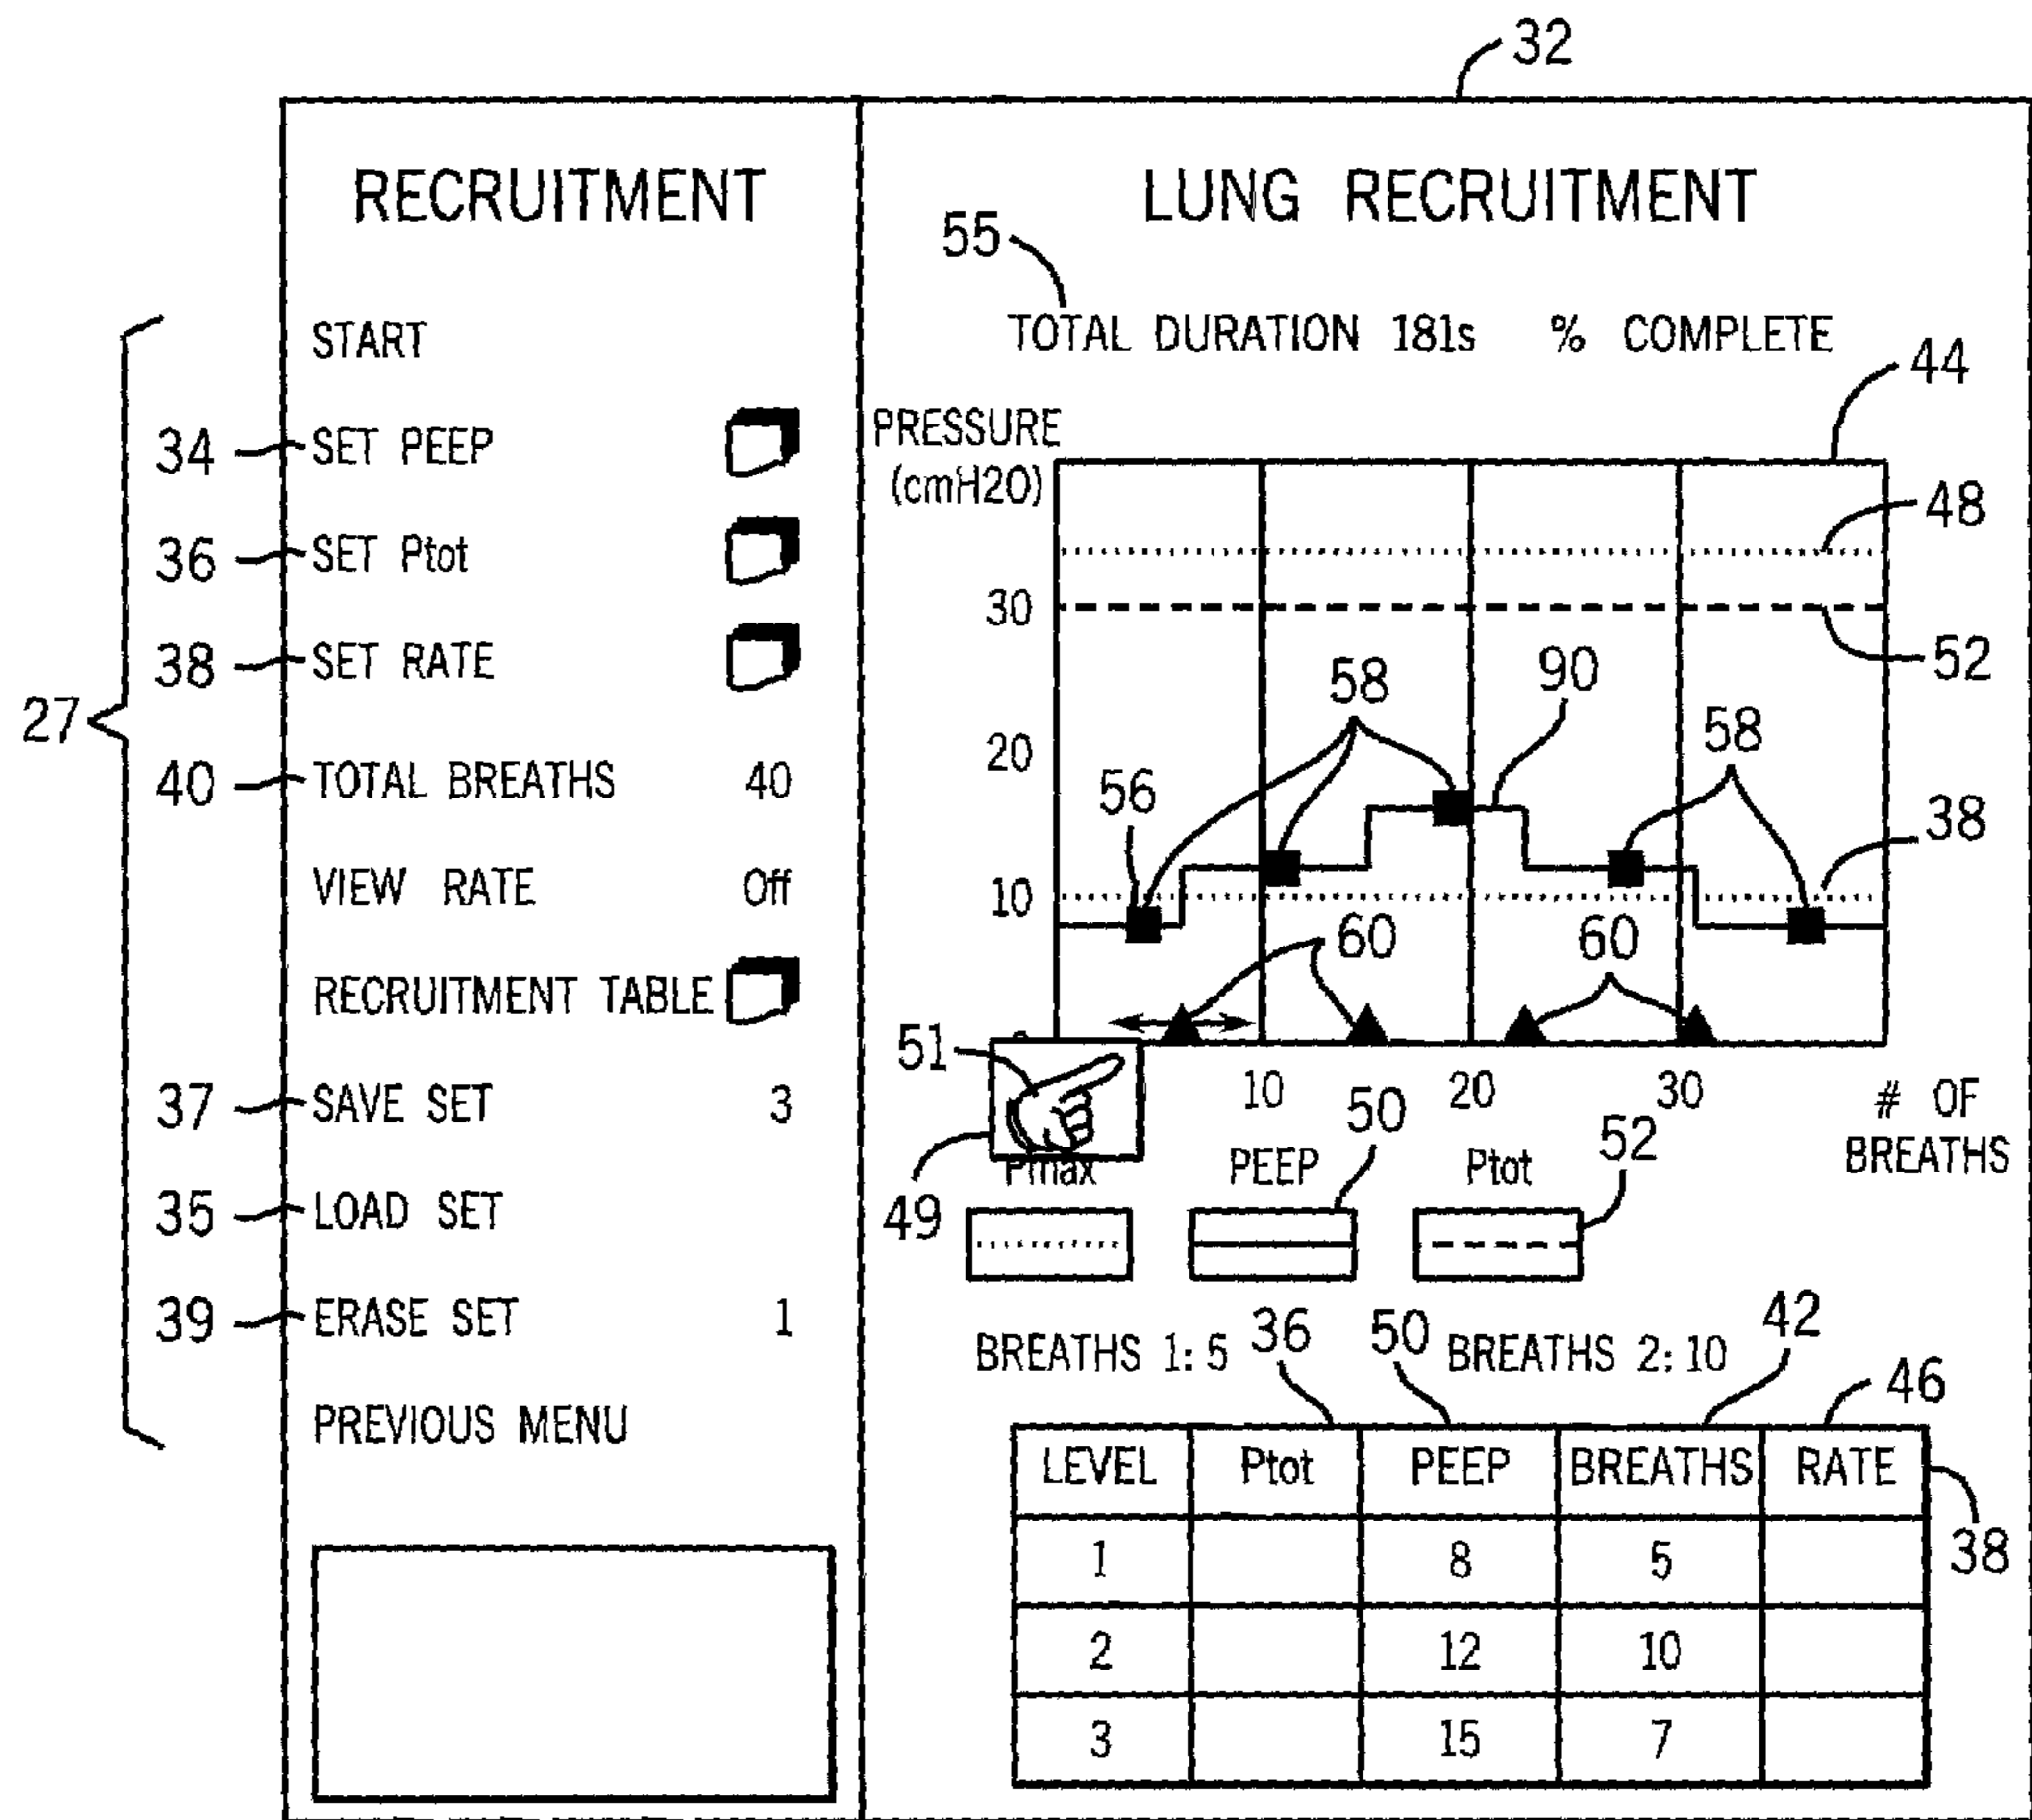 32
RECRUITMENT
START
34 SET PEEP
36 SET Ptot
38 SET RATE
27
40 TOTAL BREATHS 40
VIEW RATE Off
RECRUITMENT TABLE
37 SAVE SET 3
35 LOAD SET
39 ERASE SET 1
PREVIOUS MENU
LUNG RECRUITMENT
55
TOTAL DURATION 181s % COMPLETE
44
PRESSURE
(cmH2O)
48
30
52
58 90
20 58
56 38
10
60 60
51
10 20 30 # OF
50 52 BREATHS
Pmax PEEP Ptot
49
BREATHS 1: 5 36 50 BREATHS 2: 10 42
46
LEVEL Ptot PEEP BREATHS RATE
38
1 8 5
2 12 10
3 15 7